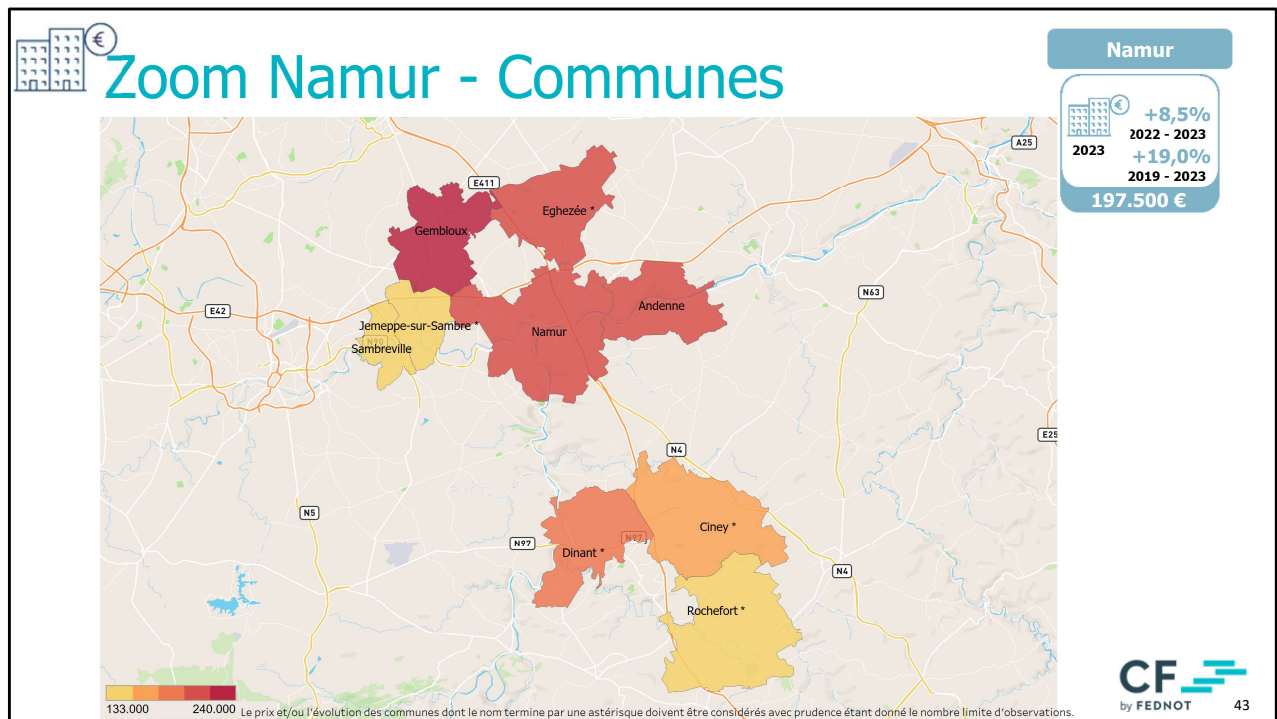 €
Zoom Namur - Communes
Namur
€
+8,5%
2022 - 2023
2023
+19,0%
2019 - 2023
197.500 €
A25
E411
Eghezée *
Gembloux
N63
Andenne
E42
Jemeppe-sur-Sambre *
Namur
N90
Sambreville
E25
N4
N5
Ciney *
N97
N97
Dinant *
N4
Rochefort *
133.000
240.000
Le prix et/ou l'évolution des communes dont le nom termine par une astérisque doivent être considérés avec prudence étant donné le nombre limite d'observations.
CF
by FEDNOT
43